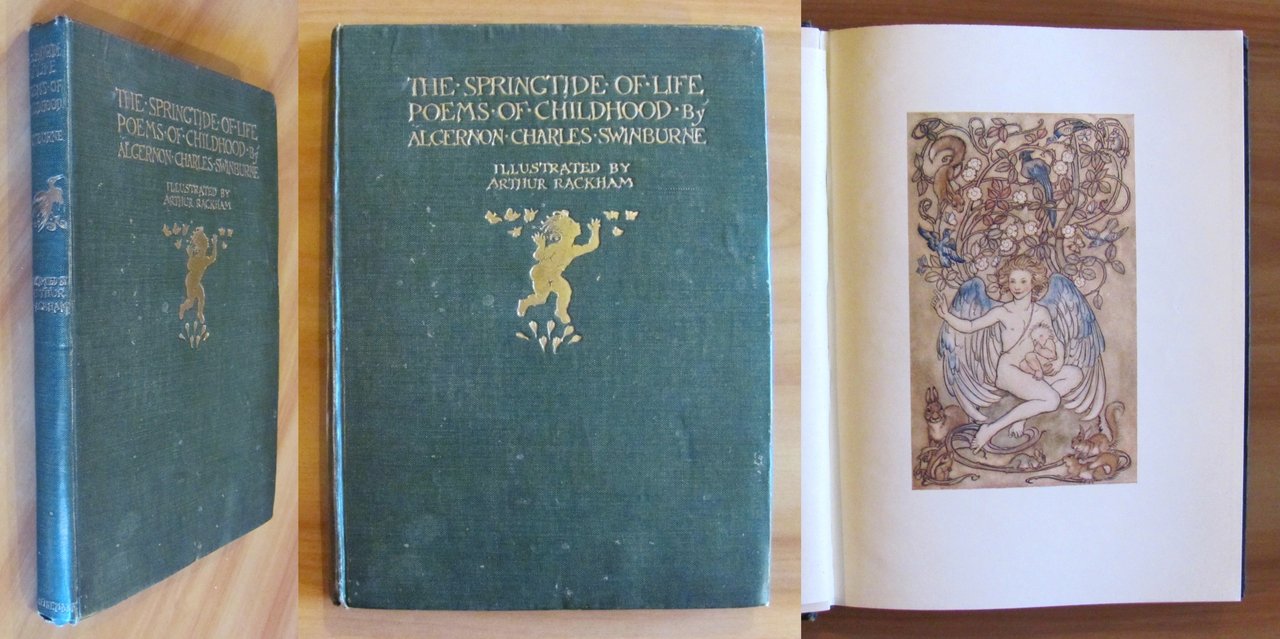 THE·SPRINGTIDE·OF·LIFE
POEMS·OF·CHILDHOOD·By
ALGERNON·CHARLES·SWINBURNE
ILLUSTRATED BY
ARTHUR RACKHAM
THE·SPRINGTIDE·OF·LIFE
POEMS·OF·CHILDHOOD·By
ALGERNON·CHARLES·SWINBURNE
ILLUSTRATED BY
ARTHUR RACKHAM